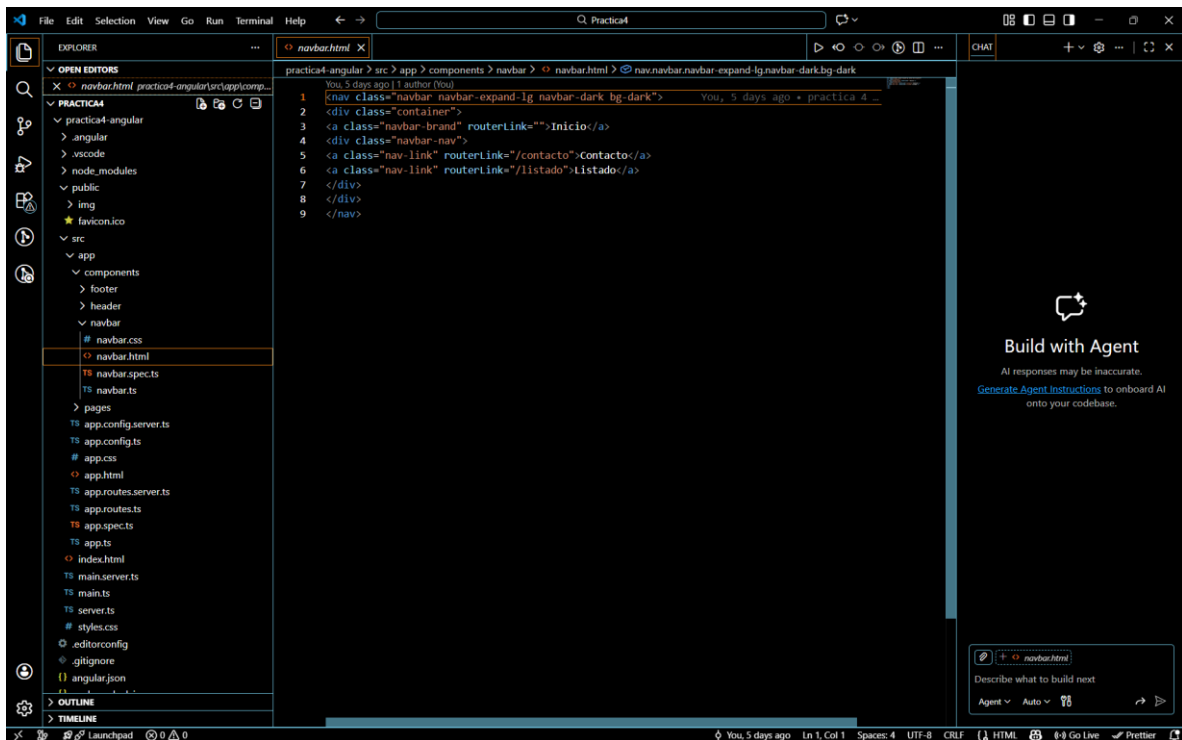 File Edit Selection View Go Run Terminal Help
Practica4
EXPLORER
OPEN EDITORS
navbar.html practica4-angular\src\app\comp...
PRACTICA4
practica4-angular
.angular
.vscode
node_modules
public
img
favicon.ico
src
app
components
footer
header
navbar
# navbar.css
navbar.html
TS navbar.spec.ts
TS navbar.ts
pages
TS app.config.server.ts
TS app.config.ts
# app.css
app.html
TS app.routes.server.ts
TS app.routes.ts
TS app.spec.ts
TS app.ts
index.html
TS main.server.ts
TS main.ts
TS server.ts
# styles.css
.editorconfig
.gitignore
{} angular.json
OUTLINE
TIMELINE
navbar.html
practica4-angular > src > app > components > navbar > navbar.html > nav.navbar.navbar-expand-lg.navbar-dark.bg-dark
You, 5 days ago | 1 author (You)
1 <nav class="navbar navbar-expand-lg navbar-dark bg-dark"> You, 5 days ago • practica 4 …
2 <div class="container">
3 <a class="navbar-brand" routerLink="">Inicio</a>
4 <div class="navbar-nav">
5 <a class="nav-link" routerLink="/contacto">Contacto</a>
6 <a class="nav-link" routerLink="/listado">Listado</a>
7 </div>
8 </div>
9 </nav>
CHAT
Build with Agent
AI responses may be inaccurate.
Generate Agent Instructions to onboard AI
onto your codebase.
navbar.html
Describe what to build next
Agent Auto
Launchpad 0 0 You, 5 days ago Ln 1, Col 1 Spaces: 4 UTF-8 CRLF {} HTML Go Live Prettier